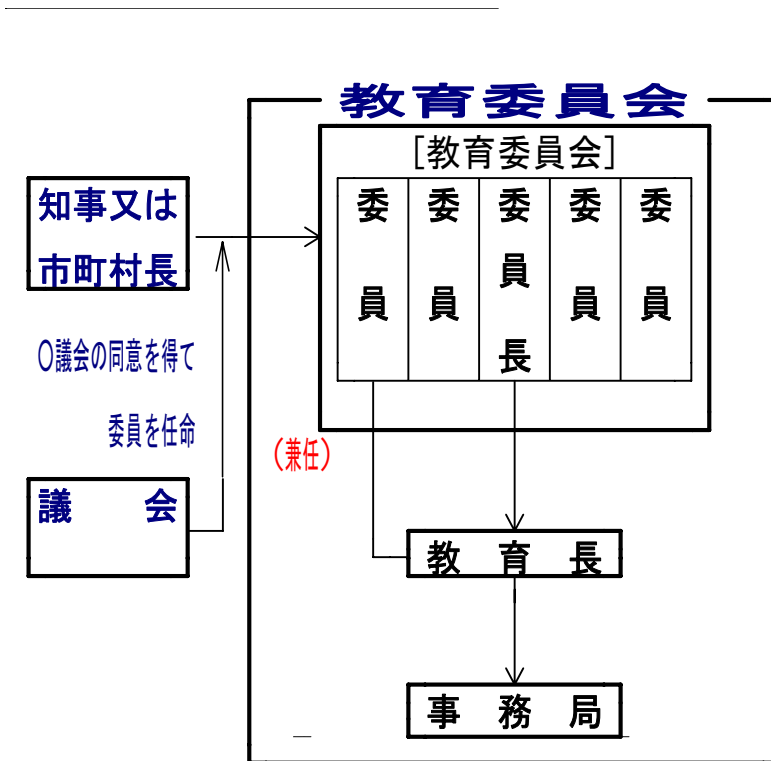 教育委員会
[教育委員会]
知事又は
市町村長
委員
委員
委員長
委員
委員
〇議会の同意を得て
委員を任命
(兼任)
議　会
教　育　長
事　務　局